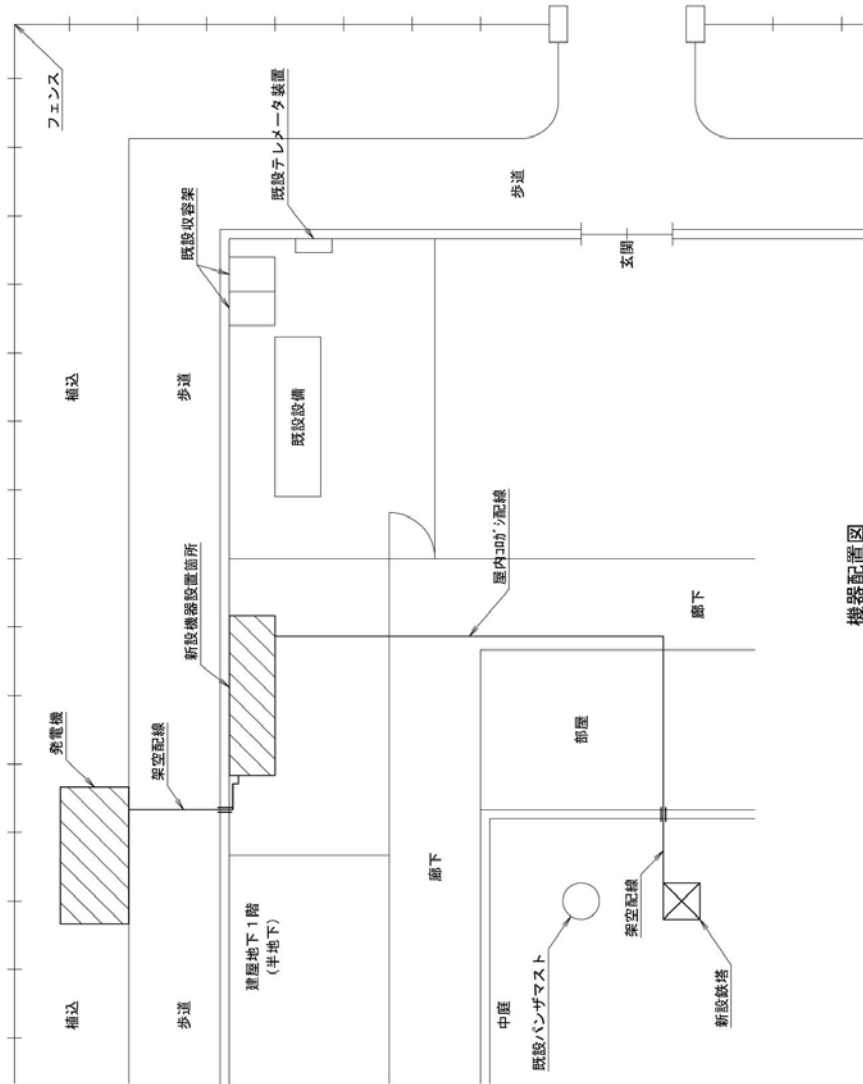 フェンス
植込
歩道
既設収容架
既設テレメータ装置
歩道
玄関
既設設備
新設機器設置箇所
屋内ｺﾛｶﾞｼ配線
廊下
発電機
架空配線
部屋
植込
歩道
建屋地下１階
(半地下)
廊下
中庭
既設パンザマスト
架空配線
新設鉄塔
機器配置図